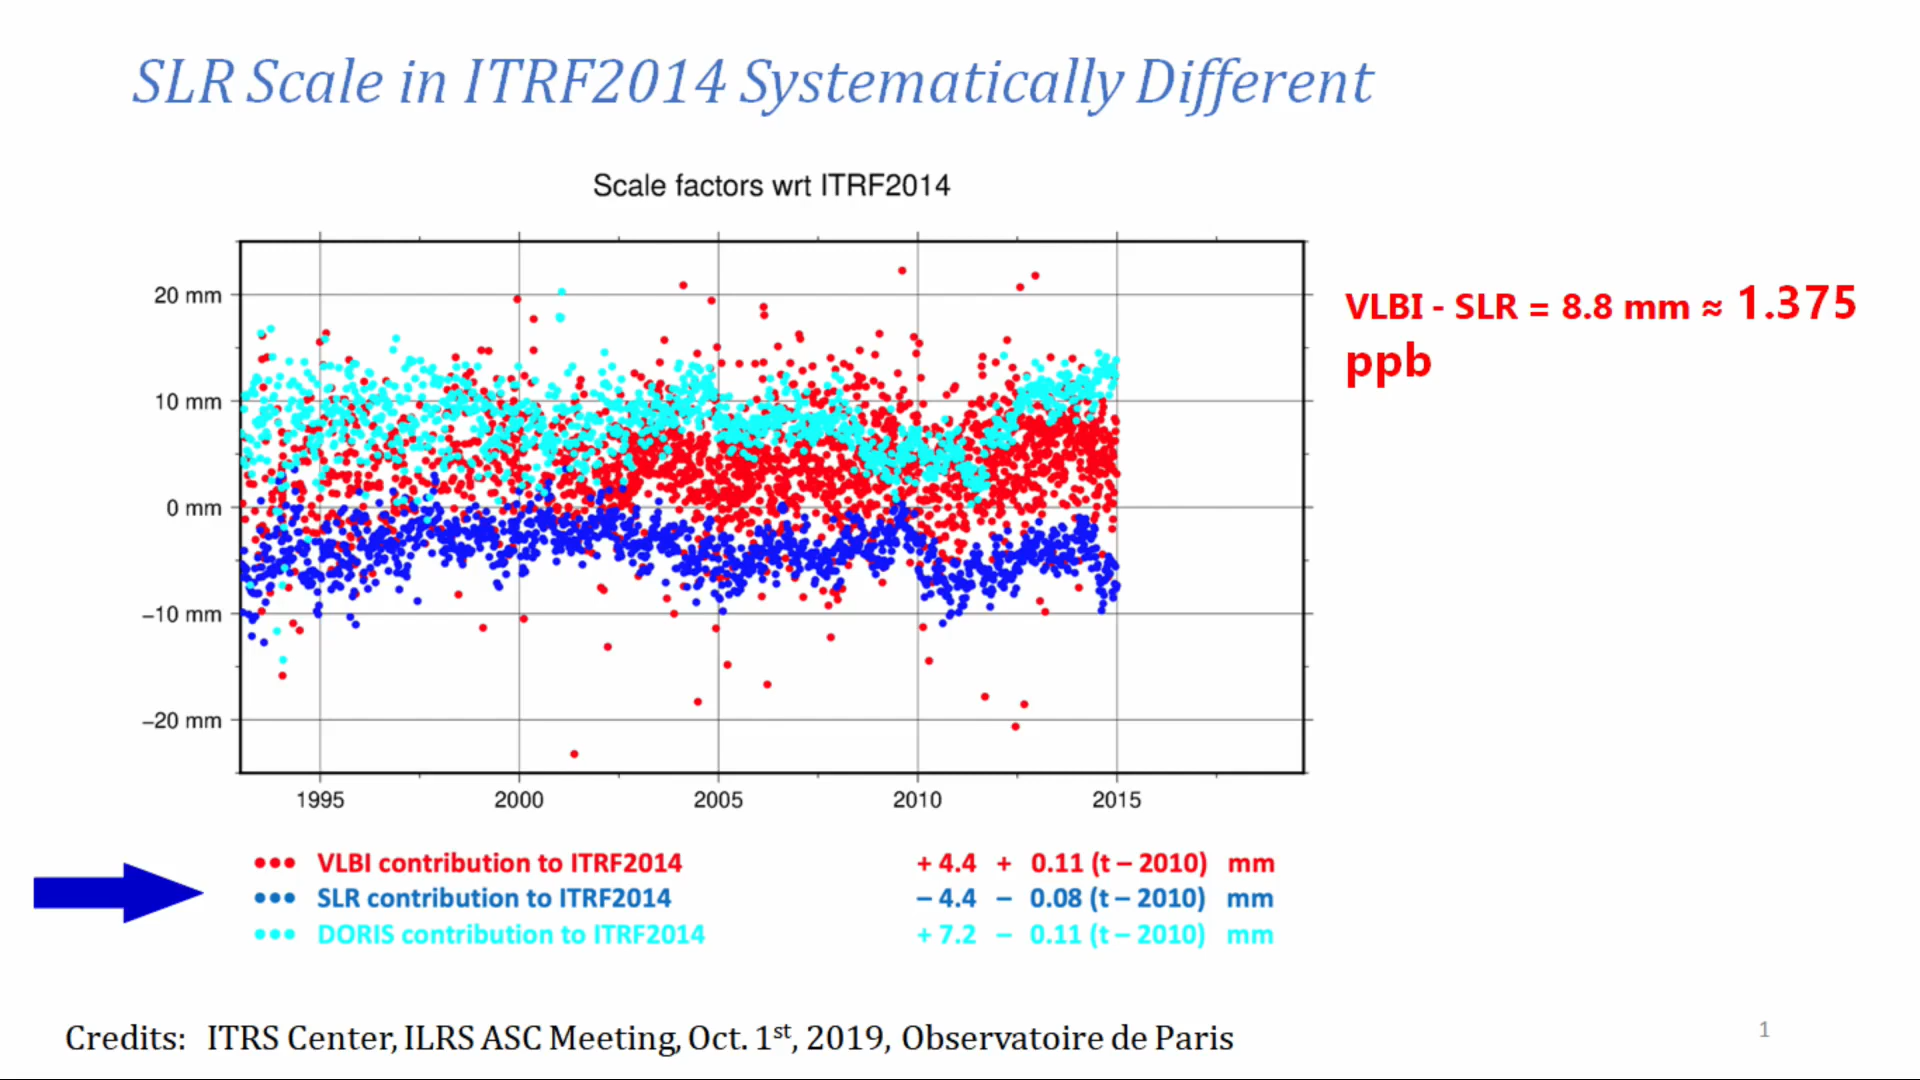 SLR Scale in ITRF2014 Systematically Different
Scale factors wrt ITRF2014
20 mm
10 mm
0 mm
−10 mm
−20 mm
1995 2000 2005 2010 2015
VLBI - SLR = 8.8 mm ≈ 1.375
ppb
VLBI contribution to ITRF2014 + 4.4 + 0.11 (t – 2010) mm
SLR contribution to ITRF2014 – 4.4 – 0.08 (t – 2010) mm
DORIS contribution to ITRF2014 + 7.2 – 0.11 (t – 2010) mm
Credits: ITRS Center, ILRS ASC Meeting, Oct. 1st, 2019, Observatoire de Paris
1